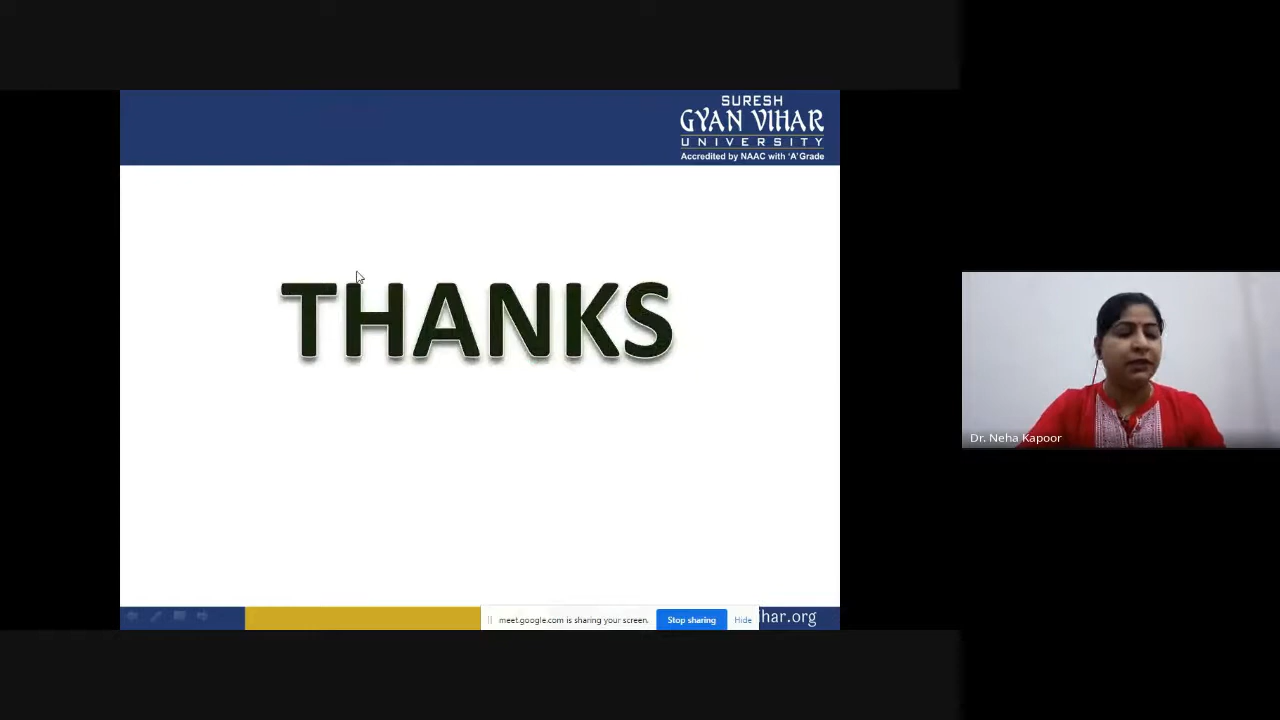 SURESH
GYAN VIHAR
UNIVERSITY
Accredited by NAAC with 'A' Grade
THANKS
Dr. Neha Kapoor
meet.google.com is sharing your screen.
Stop sharing
Hide
ihar.org